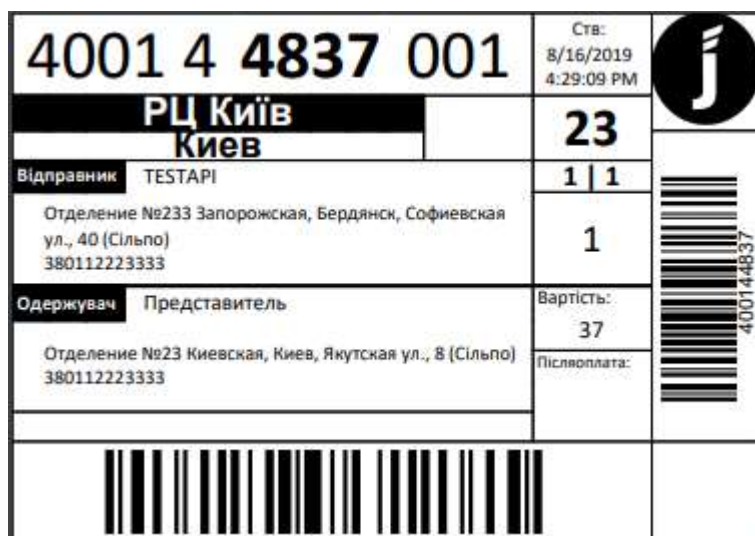 4001 4 4837 001
Ств:
8/16/2019
4:29:09 PM
j
РЦ Київ
Киев
23
Відправник TESTAPI
1 | 1
Отделение №233 Запорожская, Бердянск, Софиевская
ул., 40 (Сільпо)
380112223333
1
400144837
Одержувач Представитель
Вартість:
37
Отделение №23 Киевская, Киев, Якутская ул., 8 (Сільпо)
380112223333
Післяоплата: